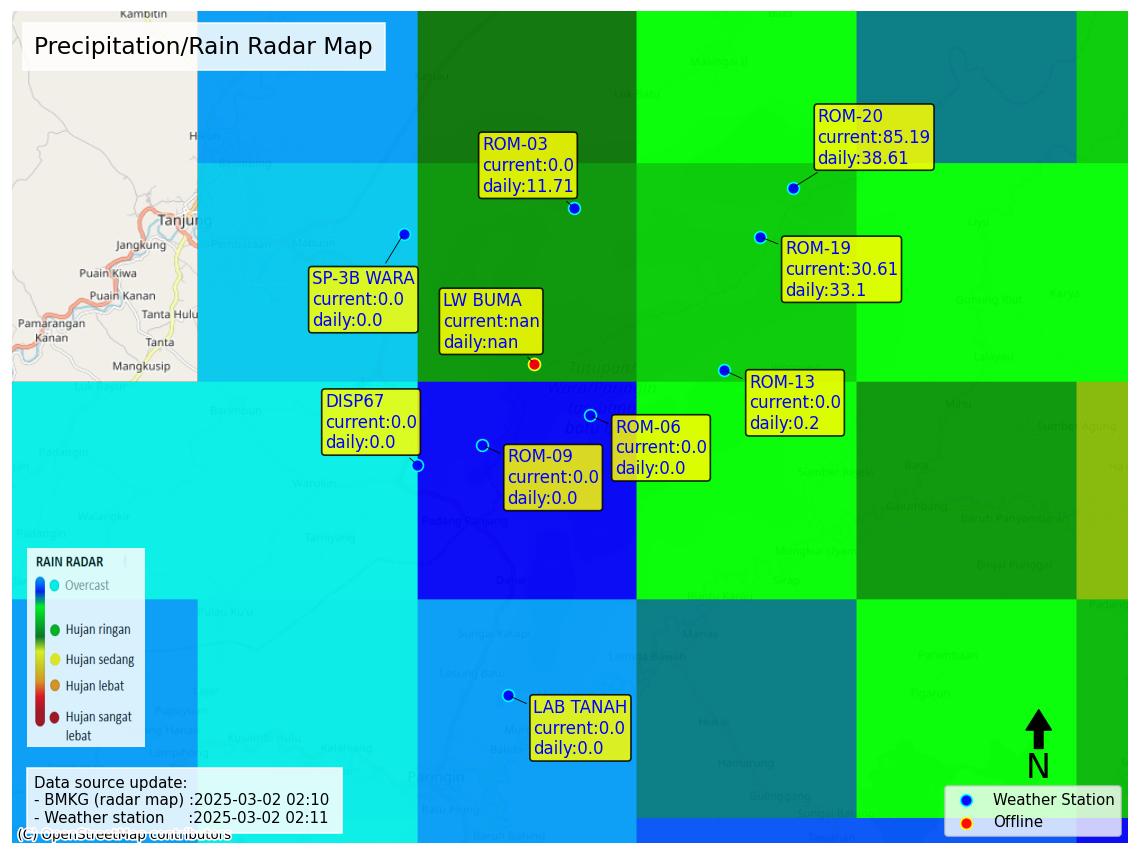 Kambitin
Precipitation/Rain Radar Map
ROM-20
current:85.19
daily:38.61
ROM-03
current:0.0
daily:11.71
Tanjung
Jangkung
ROM-19
current:30.61
daily:33.1
SP-3B WARA
current:0.0
daily:0.0
Puain Kiwa
Puain Kanan
LW BUMA
current:nan
daily:nan
Tanta Hulu
Pamarangan
Kanan
Tanta
Mangkusip
ROM-13
current:0.0
daily:0.2
DISP67
current:0.0
daily:0.0
ROM-06
current:0.0
daily:0.0
ROM-09
current:0.0
daily:0.0
Padang Panjang
RAIN RADAR
Overcast
Hujan ringan
Hujan sedang
Hujan lebat
Hujan sangat
lebat
LAB TANAH
current:0.0
daily:0.0
Paringin
N
Data source update:
- BMKG (radar map) :2025-03-02 02:10
- Weather station :2025-03-02 02:11
Weather Station
Offline
(C) OpenStreetMap contributors